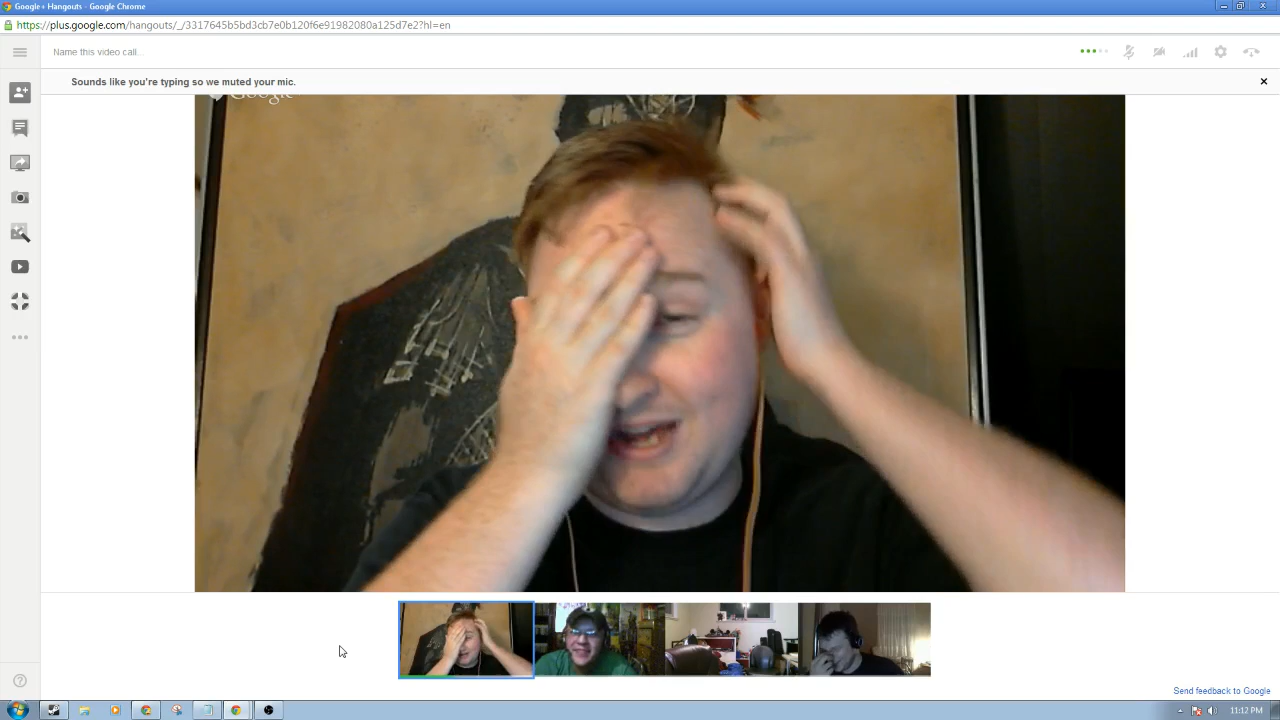 Google+ Hangouts - Google Chrome
https://plus.google.com/hangouts/_/3317645b5bd3cb7e0b120f6e91982080a125d7e2?hl=en
Name this video call...
Sounds like you're typing so we muted your mic.
Google
Send feedback to Google
11:12 PM